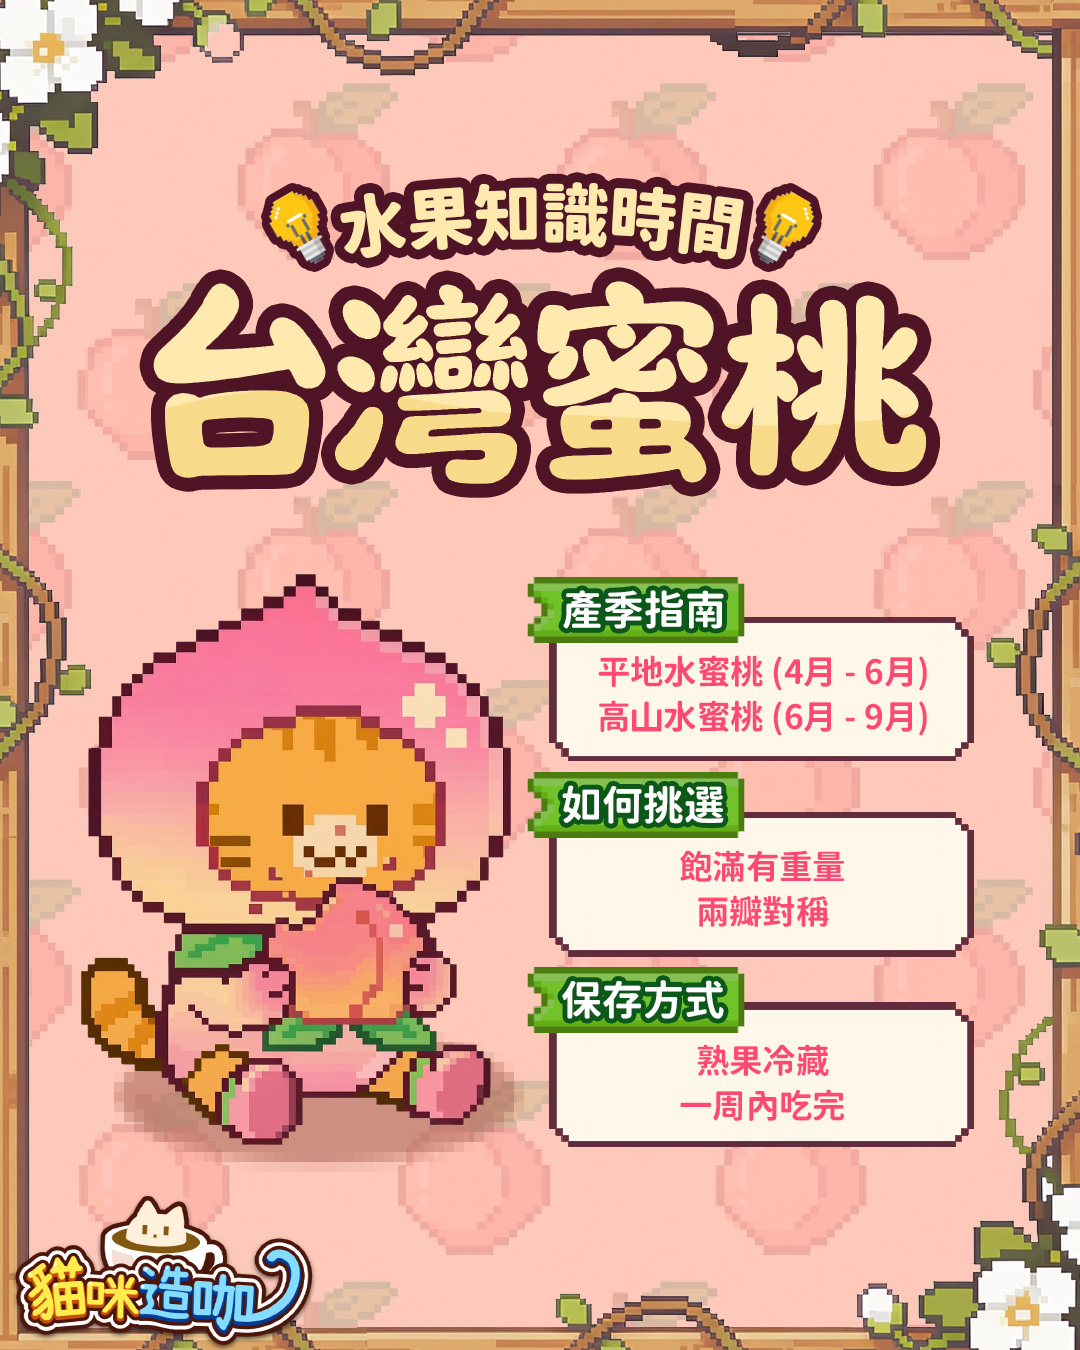 水果知識時間
台灣蜜桃
產季指南
平地水蜜桃 (4月 - 6月)
高山水蜜桃 (6月 - 9月)
如何挑選
飽滿有重量
兩瓣對稱
保存方式
熟果冷藏
一周內吃完
貓咪造咖